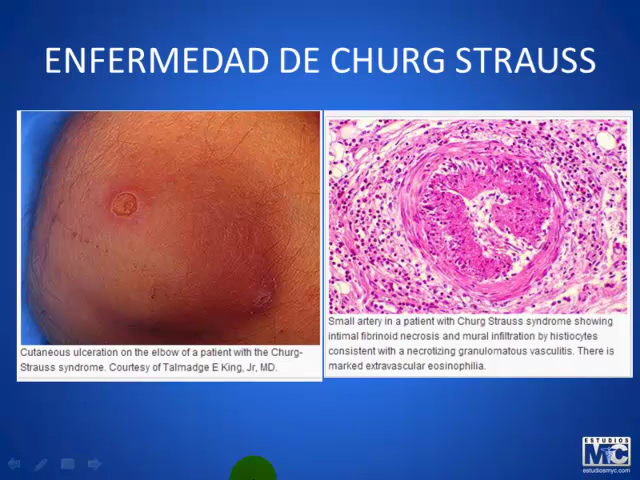 ENFERMEDAD DE CHURG STRAUSS
Cutaneous ulceration on the elbow of a patient with the Churg-
Strauss syndrome. Courtesy of Talmadge E King, Jr, MD.
Small artery in a patient with Churg Strauss syndrome showing
intimal fibrinoid necrosis and mural infiltration by histiocytes
consistent with a necrotizing granulomatous vasculitis. There is
marked extravascular eosinophilia.
ESTUDIOS
MyC
estudiosmyc.com